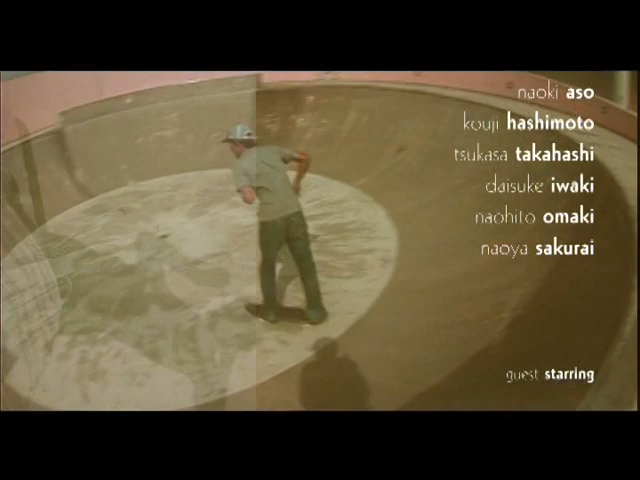 naoki aso
kouji hashimoto
tsukasa takahashi
daisuke iwaki
naohito omaki
naoya sakurai
guest starring